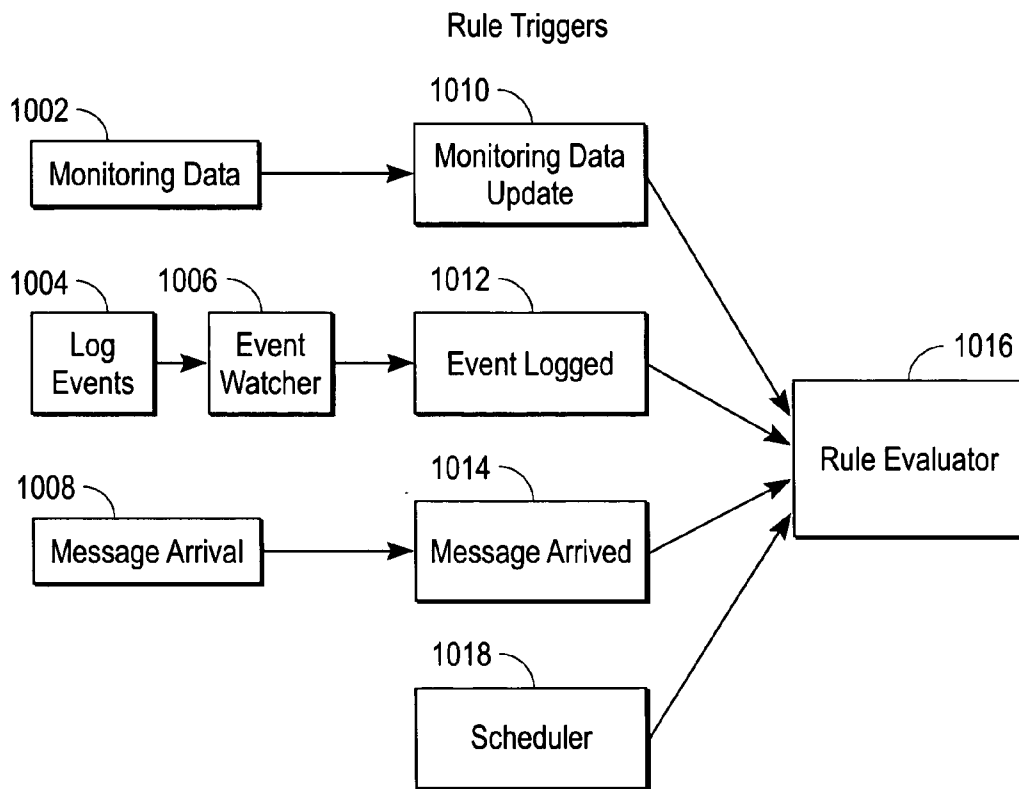 Rule Triggers
1002
1010
Monitoring Data
Monitoring Data
Update
1004
1006
1012
Log
Events
Event
Watcher
Event Logged
1016
Rule Evaluator
1008
1014
Message Arrival
Message Arrived
1018
Scheduler